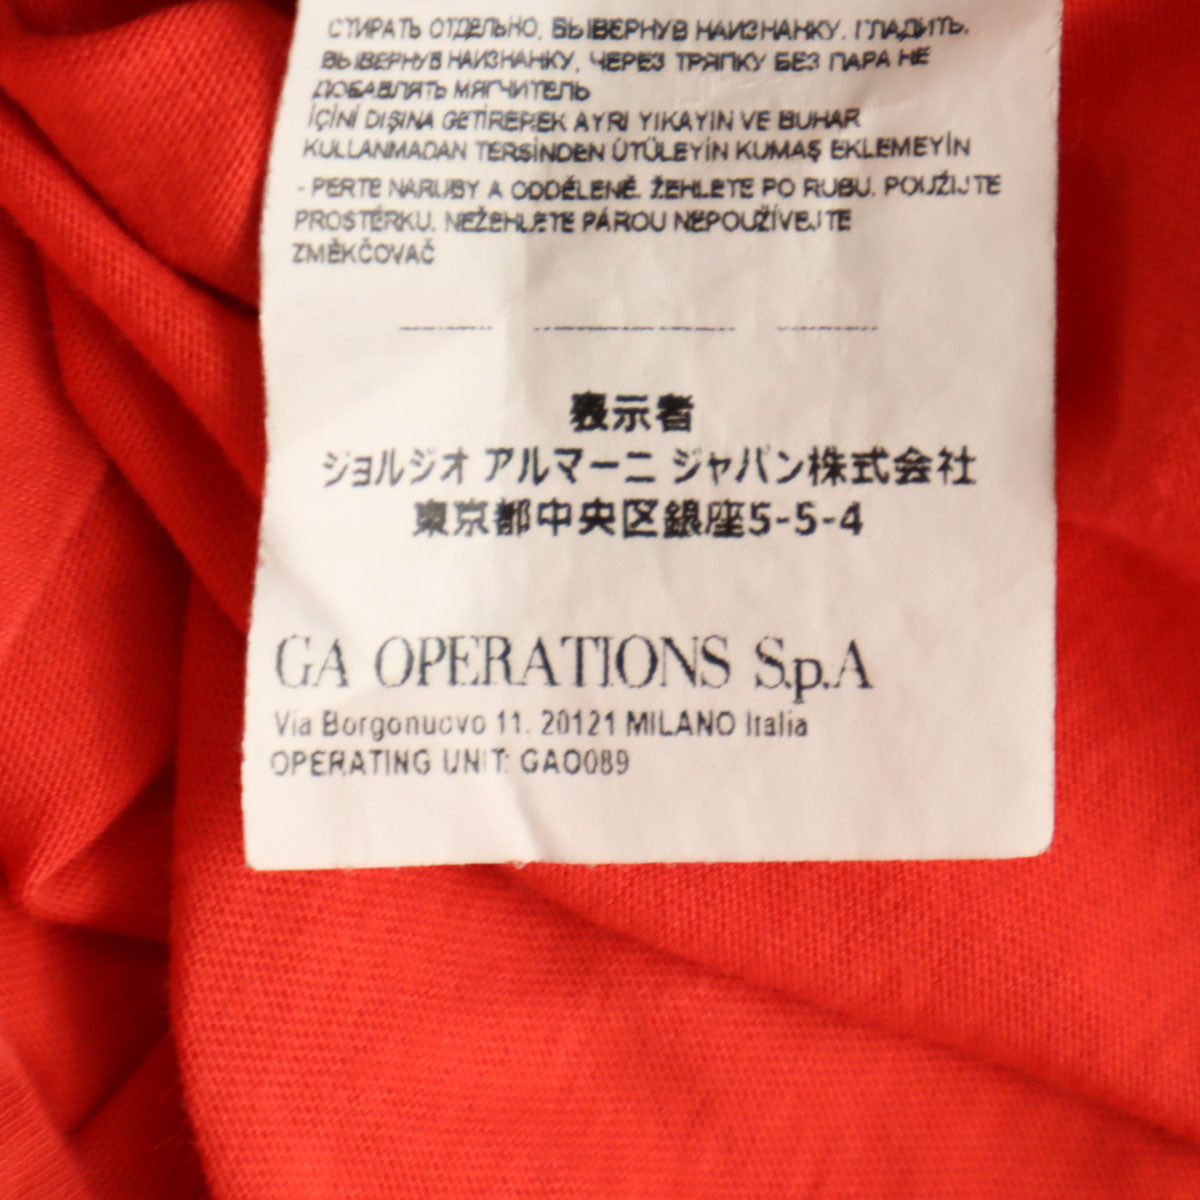 СТИРАТЬ ОТДЕЛЬНО, ВЫВЕРНУВ НАИЗНАНКУ. ГЛАДИТЬ,
ВЫВЕРНУВ НАИЗНАНКУ, ЧЕРЕЗ ТРЯПКУ БЕЗ ПАРА НЕ
ДОБАВЛЯТЬ МЯГЧИТЕЛЬ
İÇİNİ DIŞINA GETİREREK AYRI YIKAYIN VE BUHAR
KULLANMADAN TERSİNDEN ÜTÜLEYİN KUMAŞ EKLEMEYİN
- PERTE NARUBY A ODDĚLENĚ. ŽEHLETE PO RUBU. POUŽIJTE
PROSTĚRKU. NEŽEHLETE PÁROU NEPOUŽÍVEJTE
ZMĚKČOVAČ
表示者
ジョルジオ アルマーニ ジャパン株式会社
東京都中央区銀座5-5-4
GA OPERATIONS S.p.A
Via Borgonuovo 11, 20121 MILANO Italia
OPERATING UNIT: GAO089